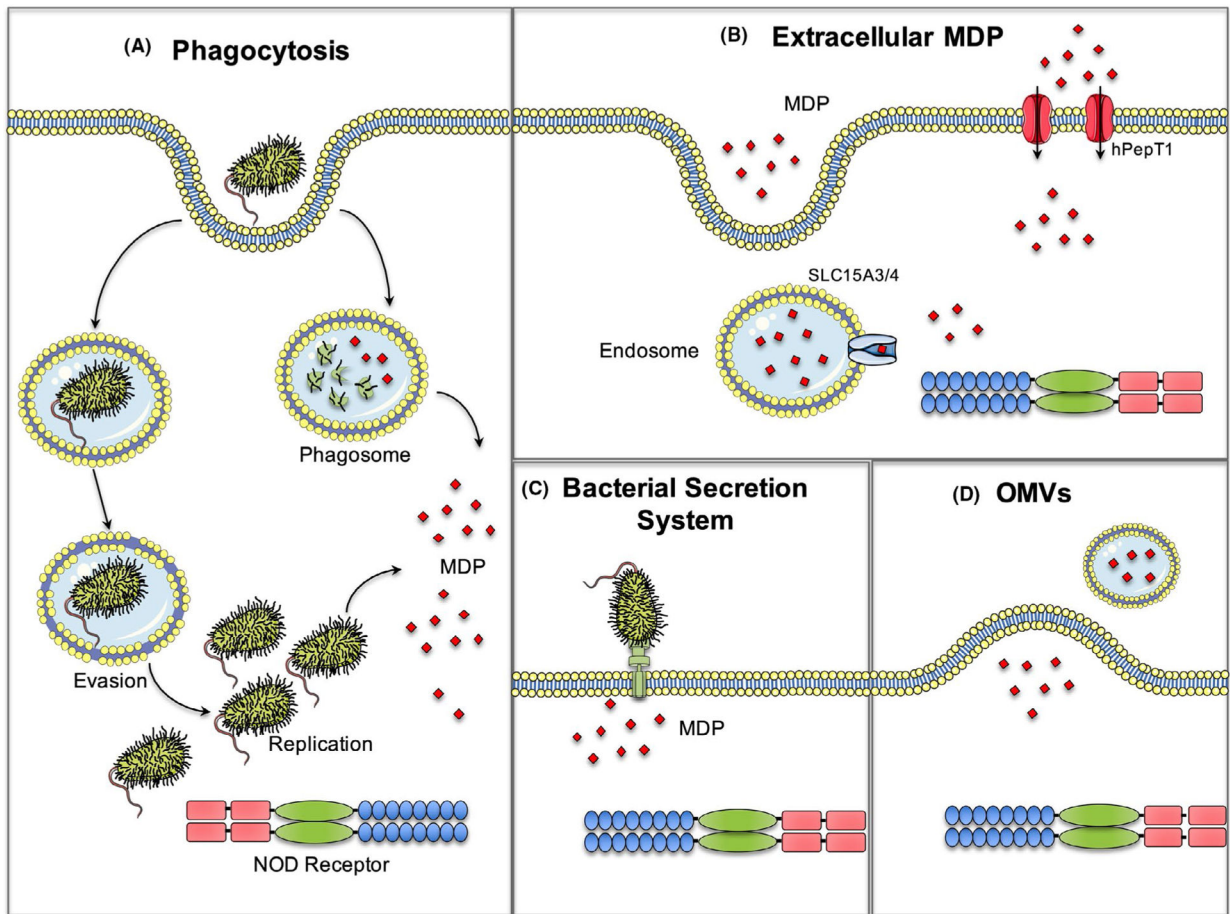 (A) Phagocytosis
Phagosome
MDP
Evasion
Replication
NOD Receptor
(B) Extracellular MDP
MDP
hPepT1
SLC15A3/4
Endosome
(C) Bacterial Secretion
System
MDP
(D) OMVs